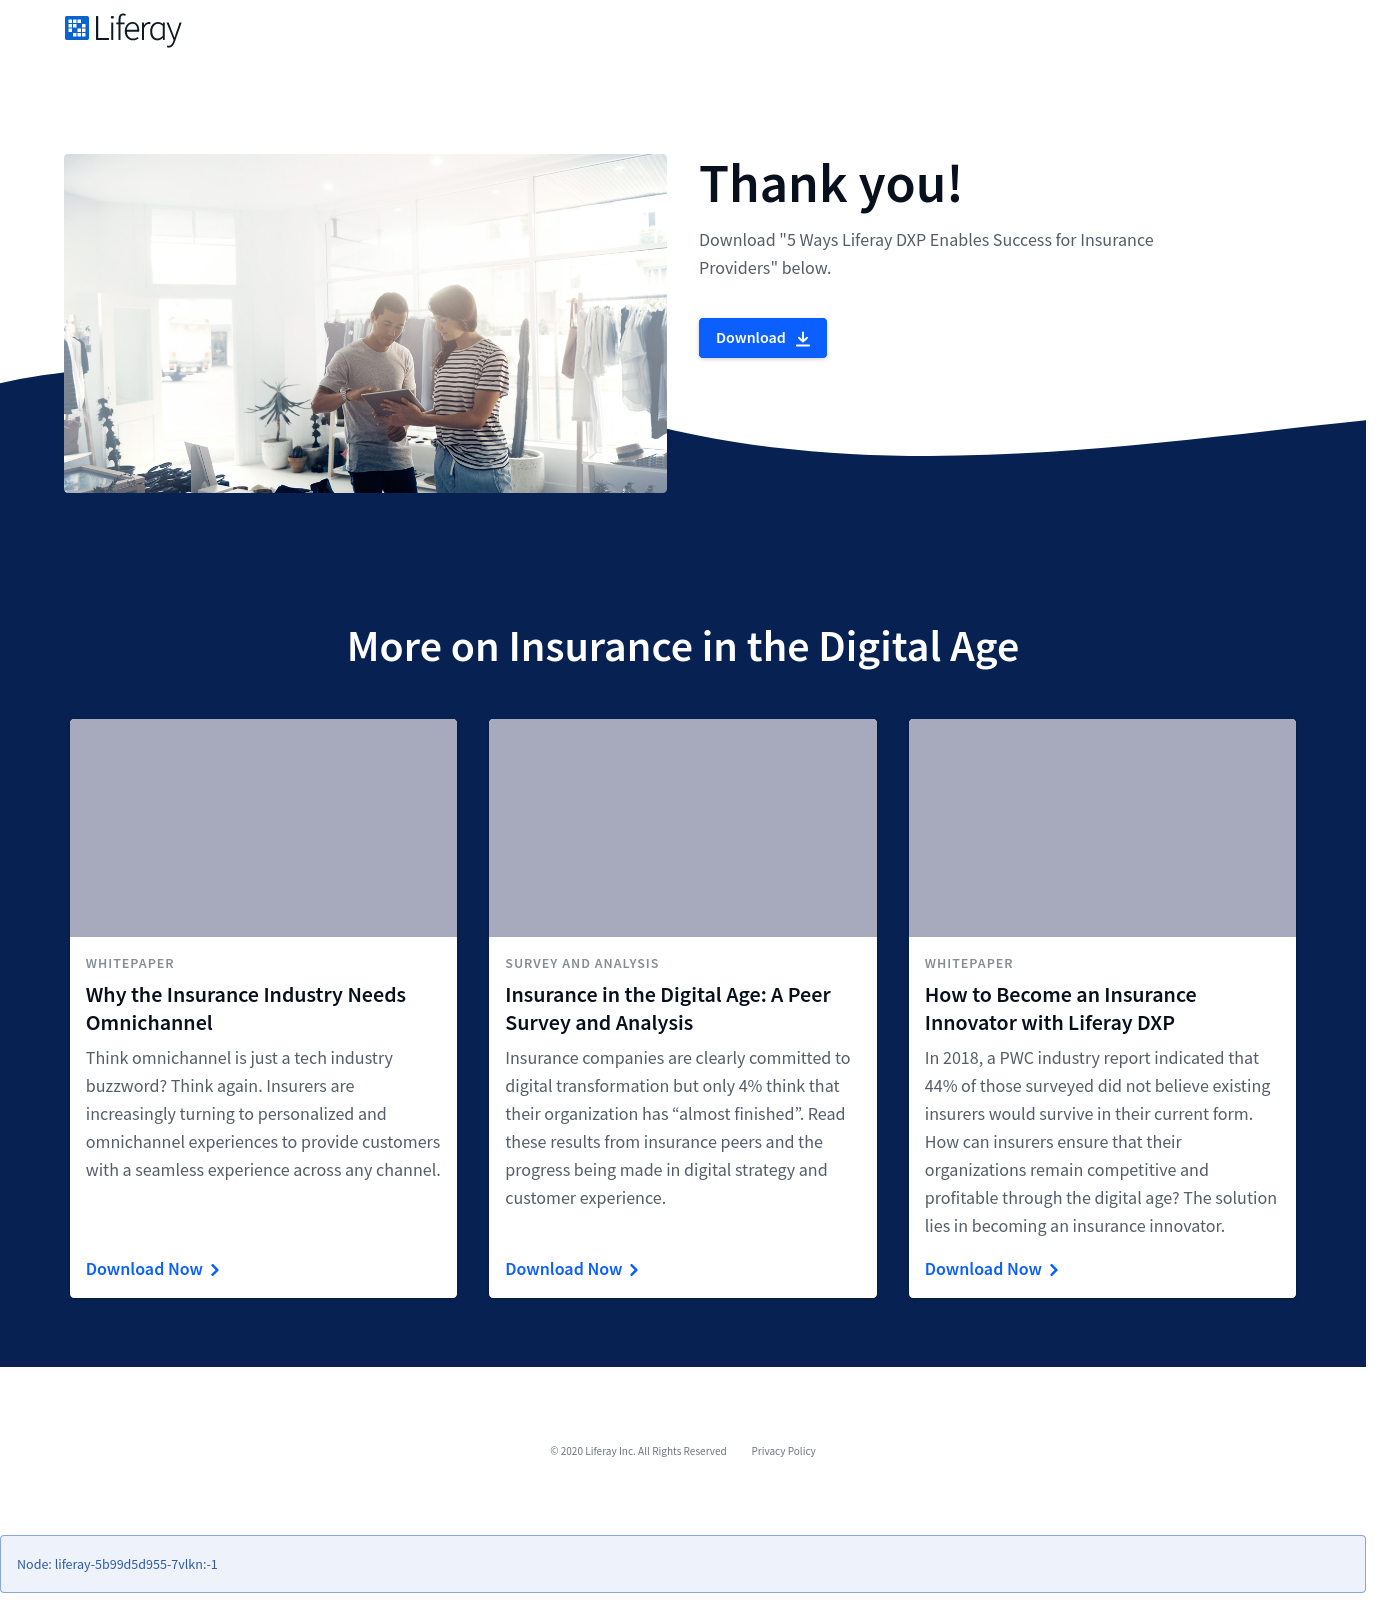 Liferay
Thank you!
Download "5 Ways Liferay DXP Enables Success for Insurance
Providers" below.
Download
More on Insurance in the Digital Age
WHITEPAPER
Why the Insurance Industry Needs
Omnichannel
Think omnichannel is just a tech industry
buzzword? Think again. Insurers are
increasingly turning to personalized and
omnichannel experiences to provide customers
with a seamless experience across any channel.
Download Now
SURVEY AND ANALYSIS
Insurance in the Digital Age: A Peer
Survey and Analysis
Insurance companies are clearly committed to
digital transformation but only 4% think that
their organization has “almost finished”. Read
these results from insurance peers and the
progress being made in digital strategy and
customer experience.
Download Now
WHITEPAPER
How to Become an Insurance
Innovator with Liferay DXP
In 2018, a PWC industry report indicated that
44% of those surveyed did not believe existing
insurers would survive in their current form.
How can insurers ensure that their
organizations remain competitive and
profitable through the digital age? The solution
lies in becoming an insurance innovator.
Download Now
© 2020 Liferay Inc. All Rights Reserved Privacy Policy
Node: liferay-5b99d5d955-7vlkn:-1